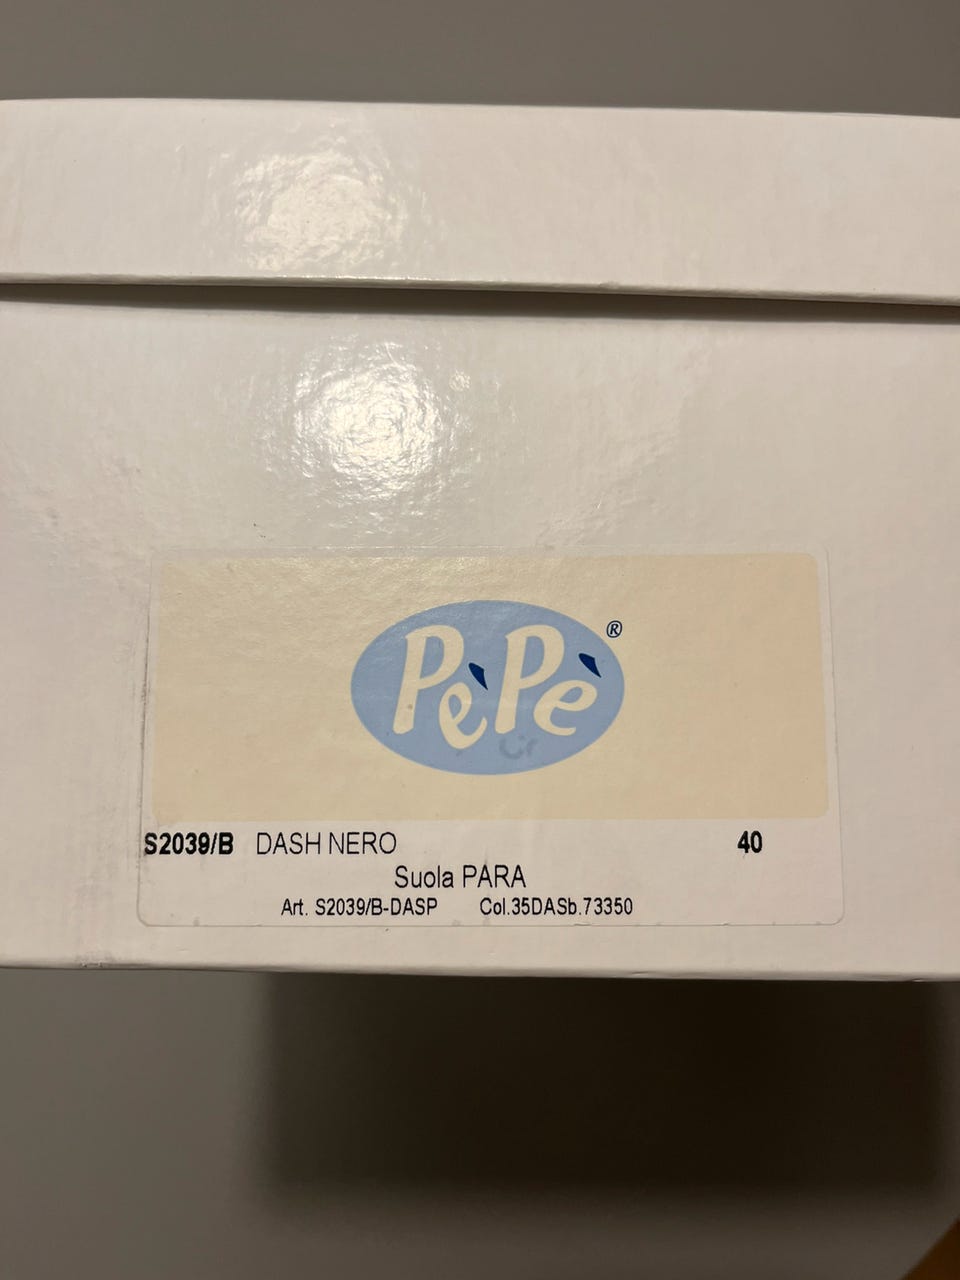 PèPè®
S2039/B DASH NERO 40
Suola PARA
Art. S2039/B-DASP Col.35DASb.73350